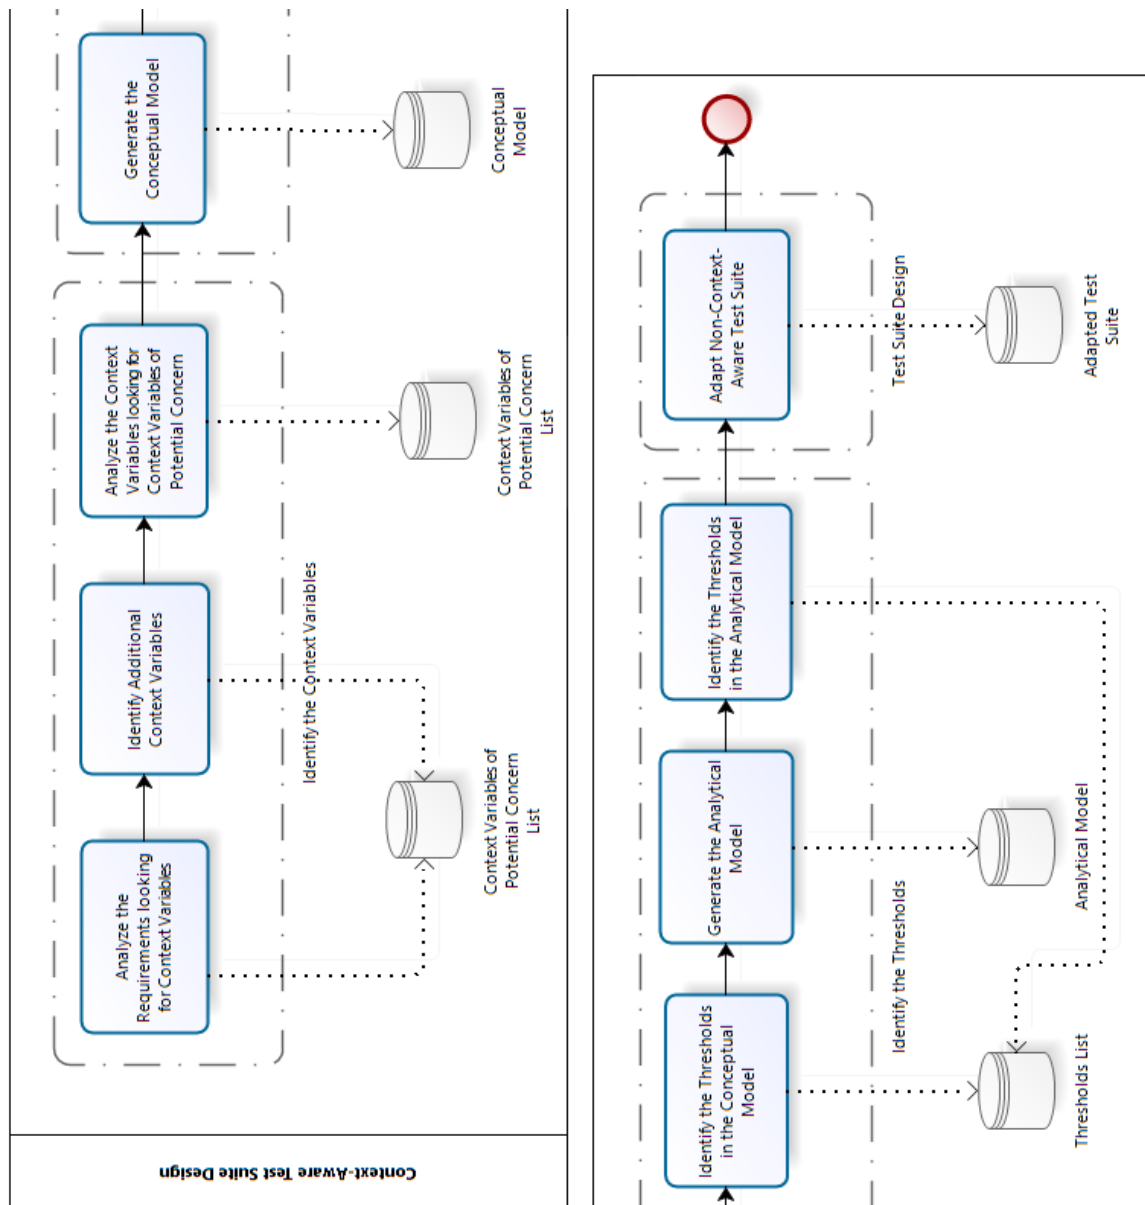 Context-Aware Test Suite Design
Analyze the
Requirements looking
for Context Variables
Identify Additional
Context Variables
Analyze the Context
Variables looking for
Context Variables of
Potential Concern
Generate the
Conceptual Model
Identify the Context Variables
Context Variables of
Potential Concern
List
Context Variables of
Potential Concern
List
Conceptual
Model
Identify the Thresholds
in the Conceptual
Model
Generate the Analytical
Model
Identify the Thresholds
in the Analytical Model
Adapt Non-Context-
Aware Test Suite
Identify the Thresholds
Test Suite Design
Thresholds List
Analytical Model
Adapted Test
Suite